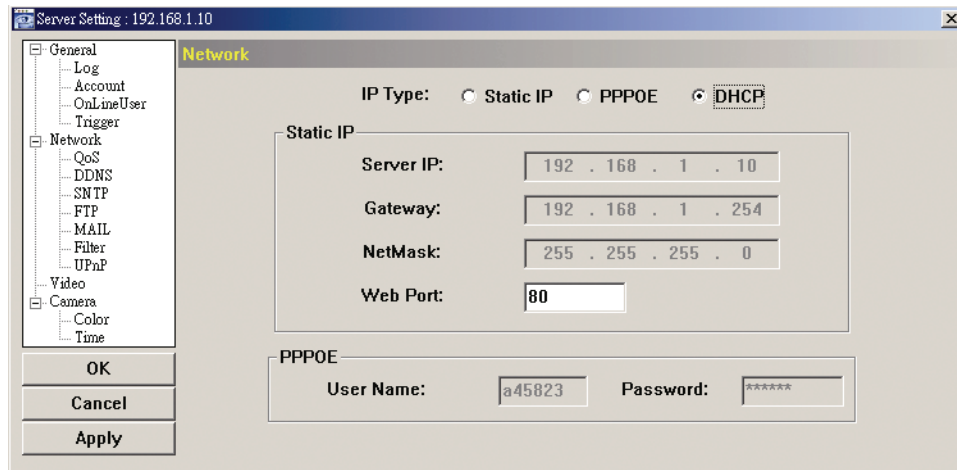 Server Setting : 192.168.1.10
General
Log
Account
OnLineUser
Trigger
Network
QoS
DDNS
SNTP
FTP
MAIL
Filter
UPnP
Video
Camera
Color
Time
OK
Cancel
Apply
Network
IP Type: Static IP PPPOE DHCP
Static IP
Server IP: 192 . 168 . 1 . 10
Gateway: 192 . 168 . 1 . 254
NetMask: 255 . 255 . 255 . 0
Web Port: 80
PPPOE
User Name: a45823 Password: ******